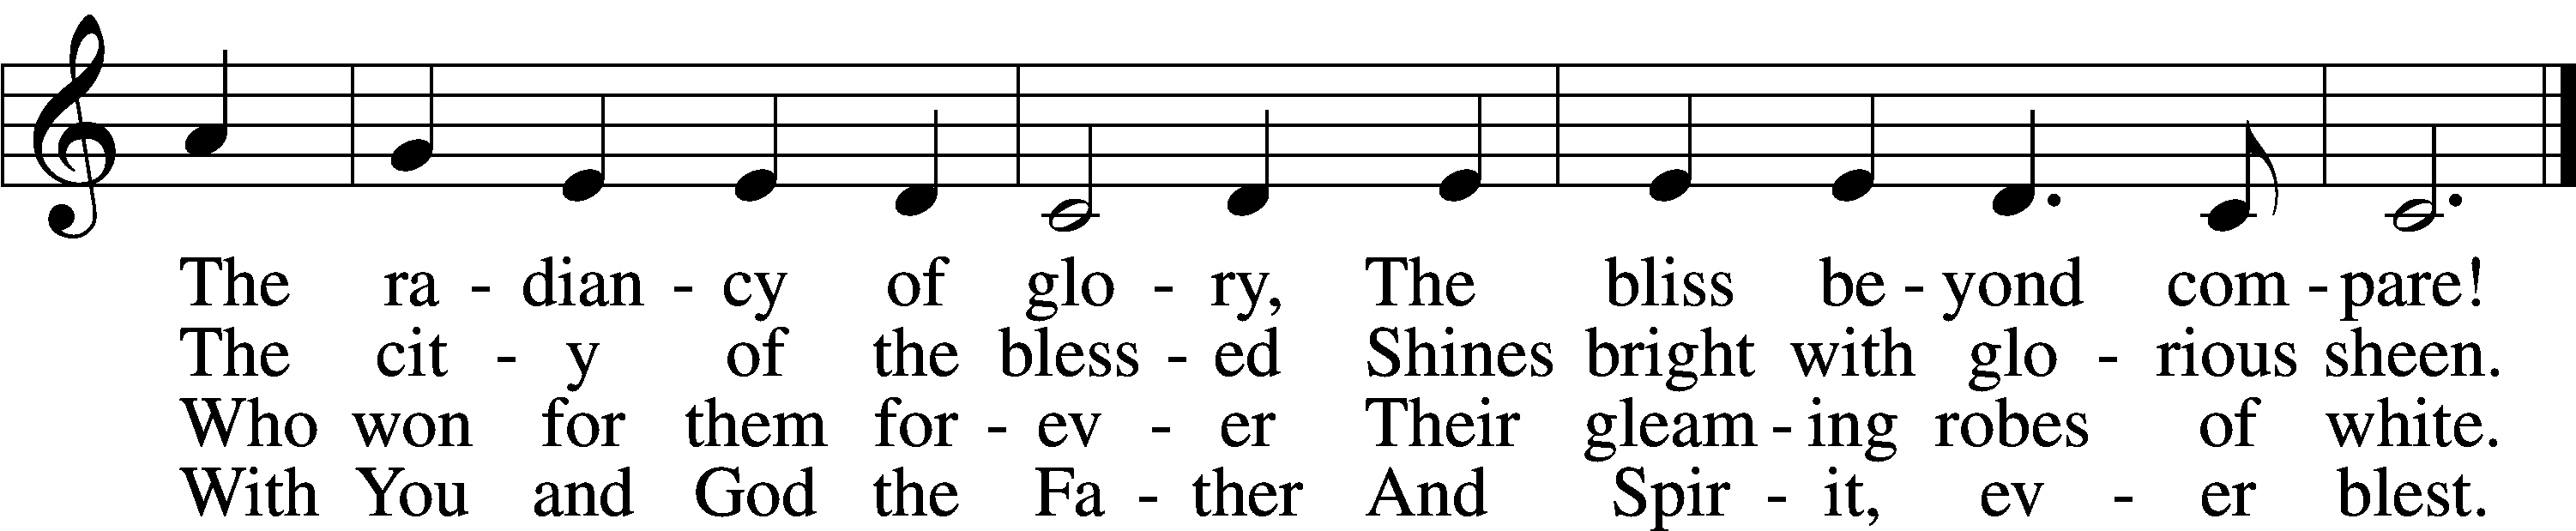 The ra - dian - cy of glo - ry, The bliss be - yond com - pare!
The cit - y of the bless - ed Shines bright with glo - rious sheen.
Who won for them for - ev - er Their gleam - ing robes of white.
With You and God the Fa - ther And Spir - it, ev - er blest.